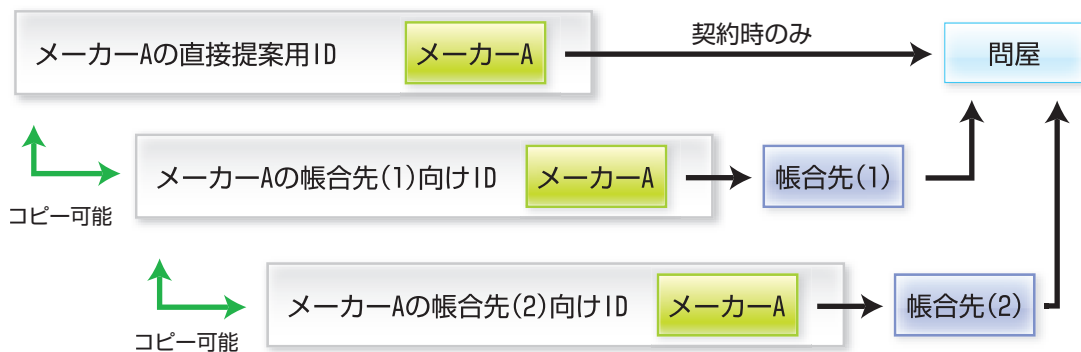 契約時のみ
メーカーAの直接提案用ID
メーカーA
問屋
メーカーAの帳合先(1)向けID
メーカーA
帳合先(1)
コピー可能
メーカーAの帳合先(2)向けID
メーカーA
帳合先(2)
コピー可能